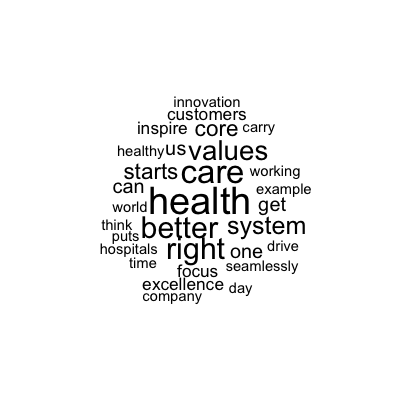 innovation
customers
inspire core carry
healthy us values
starts care working
can health example
world get
think better system
puts
hospitals right one drive
time focus seamlessly
excellence day
company